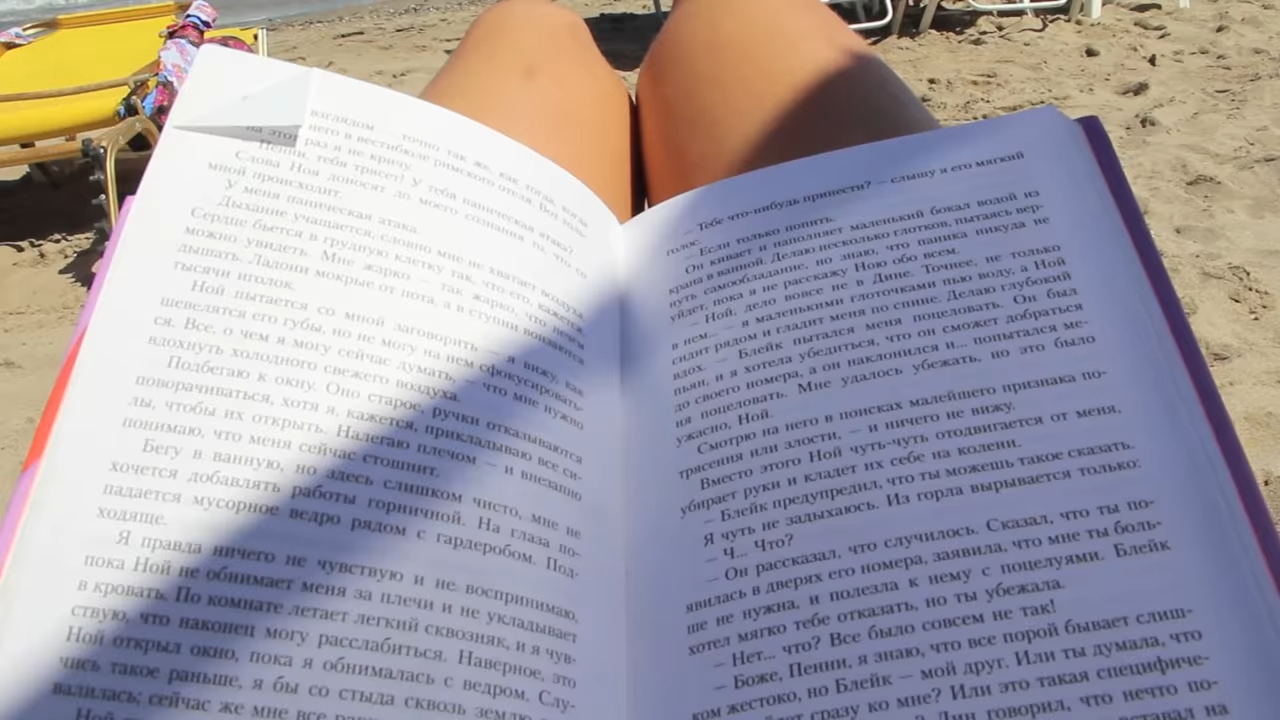 взглядом — точно так же, как тогда, когда
него в вестибюле римского отеля. Вот толь-
на этот раз я не кричу.
Пенни, тебя трясет! У тебя паническая атака?
Слова Ноя доносят до моего сознания то, что со
мной происходит.
У меня паническая атака.
Дыхание учащается, словно мне не хватает воздуха.
Сердце бьется в грудную клетку так, что его, кажется,
можно увидеть. Мне жарко — так жарко, что нечем
дышать. Ладони мокрые от пота, а в ступни вонзаются
тысячи иголок.
Ной пытается со мной заговорить — я вижу, как
шевелятся его губы, но не могу на нем сфокусировать-
ся. Все, о чем я могу сейчас думать, — что мне нужно
вдохнуть холодного свежего воздуха.
Подбегаю к окну. Оно старое, ручки отказываются
поворачиваться, хотя я, кажется, прикладываю все си-
лы, чтобы их открыть. Налегаю плечом — и внезапно
понимаю, что меня сейчас стошнит.
Бегу в ванную, но здесь слишком чисто, мне не
хочется добавлять работы горничной. На глаза по-
падается мусорное ведро рядом с гардеробом. Под-
ходяще.
Я правда ничего не чувствую и не воспринимаю,
пока Ной не обнимает меня за плечи и не укладывает
в кровать. По комнате летает легкий сквозняк, и я чув-
ствую, что наконец могу расслабиться. Наверное, это
Ной открыл окно, пока я обнималась с ведром. Слу-
чись такое раньше, я бы со стыда сквозь землю
валилась; сейчас же мне все
Ной
— Тебе что-нибудь принести? — слышу я его мягкий
голос.
— Если только попить.
Он кивает и наполняет маленький бокал водой из
крана в ванной. Делаю несколько глотков, пытаясь вер-
нуть самообладание, но знаю, что паника никуда не
уйдет, пока я не расскажу Ною обо всем.
— Ной, дело вовсе не в Дине. Точнее, не только
в нем... — я маленькими глоточками пью воду, а Ной
сидит рядом и гладит меня по спине. Делаю глубокий
вдох. — Блейк пытался меня поцеловать. Он был
пьян, и я хотела убедиться, что он сможет добраться
до своего номера, а он наклонился и... попытался ме-
ня поцеловать. Мне удалось убежать, но это было
ужасно, Ной.
Смотрю на него в поисках малейшего признака по-
трясения или злости, — и ничего не вижу.
Вместо этого Ной чуть-чуть отодвигается от меня,
убирает руки и кладет их себе на колени.
— Блейк предупредил, что ты можешь такое сказать.
Я чуть не задыхаюсь. Из горла вырывается только:
— Ч... Что?
— Он рассказал, что случилось. Сказал, что ты по-
явилась в дверях его номера, заявила, что мне ты боль-
ше не нужна, и полезла к нему с поцелуями. Блейк
хотел мягко тебе отказать, но ты убежала.
— Нет... что? Все было совсем не так!
— Боже, Пенни, я знаю, что все порой бывает слиш-
ком жестоко, но Блейк — мой друг. Или ты думала, что
сразу ко мне? Или это такая специфиче-
а Дин говорил, что нечто по-